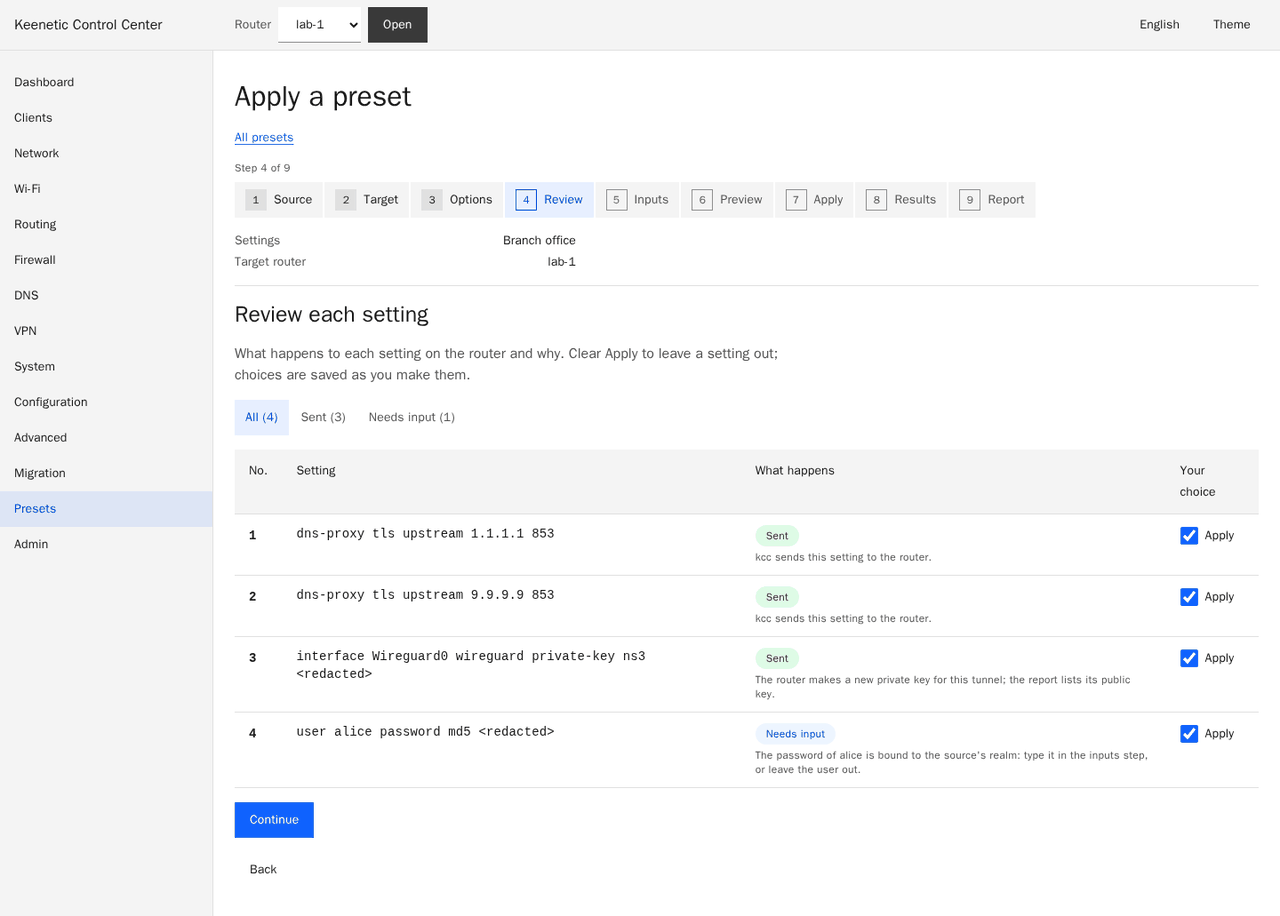 Keenetic Control Center
Router
lab-1
Open
English
Theme
Dashboard
Clients
Network
Wi-Fi
Routing
Firewall
DNS
VPN
System
Configuration
Advanced
Migration
Presets
Admin
Apply a preset
All presets
Step 4 of 9
1 Source
2 Target
3 Options
4 Review
5 Inputs
6 Preview
7 Apply
8 Results
9 Report
Settings Branch office
Target router lab-1
Review each setting
What happens to each setting on the router and why. Clear Apply to leave a setting out;
choices are saved as you make them.
All (4)
Sent (3)
Needs input (1)
No.
Setting
What happens
Your
choice
1
dns-proxy tls upstream 1.1.1.1 853
Sent
kcc sends this setting to the router.
Apply
2
dns-proxy tls upstream 9.9.9.9 853
Sent
kcc sends this setting to the router.
Apply
3
interface Wireguard0 wireguard private-key ns3
<redacted>
Sent
The router makes a new private key for this tunnel; the report lists its public
key.
Apply
4
user alice password md5 <redacted>
Needs input
The password of alice is bound to the source's realm: type it in the inputs step,
or leave the user out.
Apply
Continue
Back